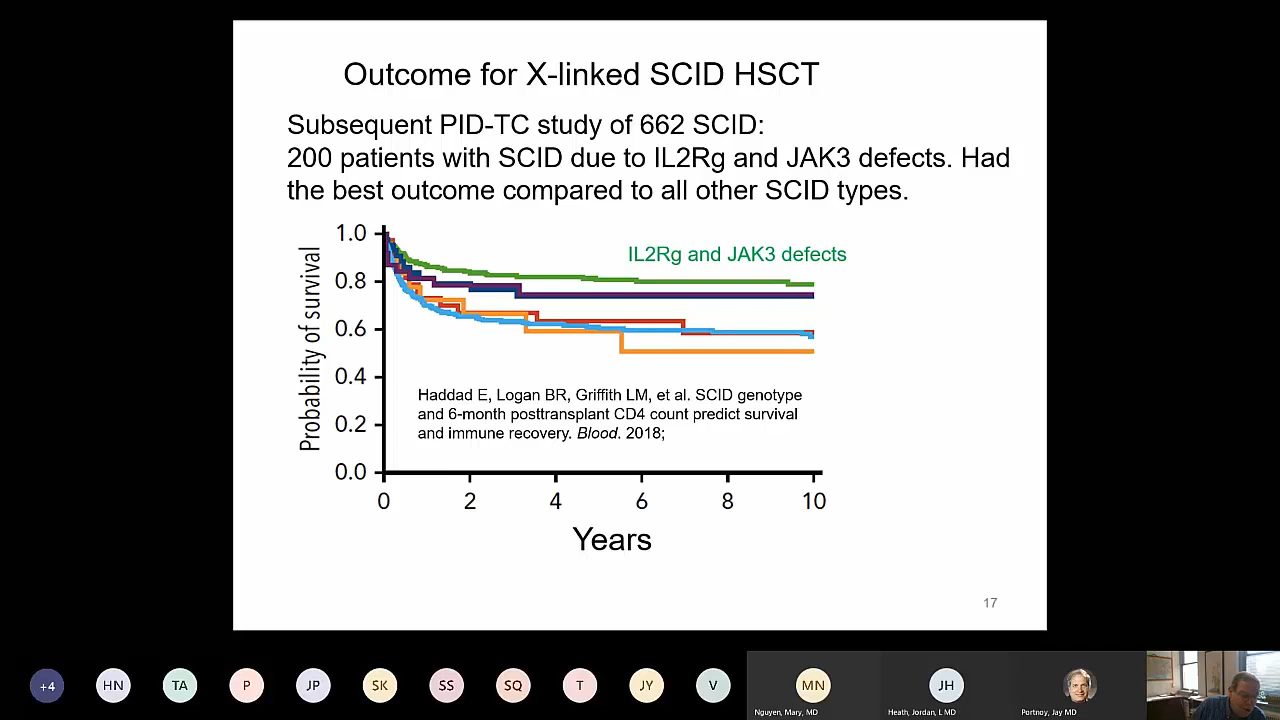 Outcome for X-linked SCID HSCT
Subsequent PID-TC study of 662 SCID:
200 patients with SCID due to IL2Rg and JAK3 defects. Had
the best outcome compared to all other SCID types.
IL2Rg and JAK3 defects
Probability of survival
1.0
0.8
0.6
0.4
0.2
0.0
Haddad E, Logan BR, Griffith LM, et al. SCID genotype
and 6-month posttransplant CD4 count predict survival
and immune recovery. Blood. 2018;
0 2 4 6 8 10
Years
17
+4 HN TA P JP SK SS SQ T JY V MN JH
Nguyen, Mary, MD
Heath, Jordan, L MD
Portnoy, Jay MD